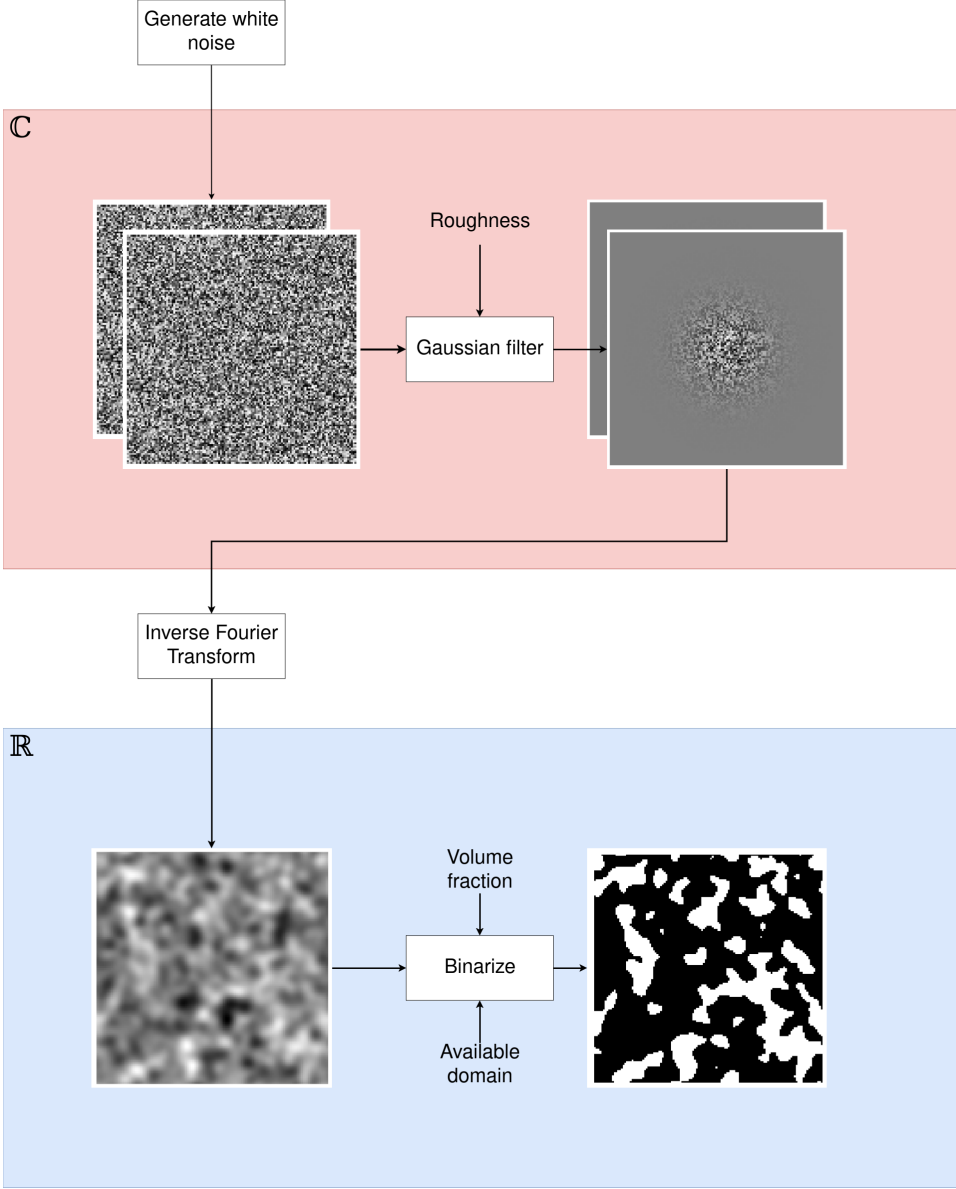 Generate white
noise
ℂ
Roughness
Gaussian filter
Inverse Fourier
Transform
ℝ
Volume
fraction
Binarize
Available
domain